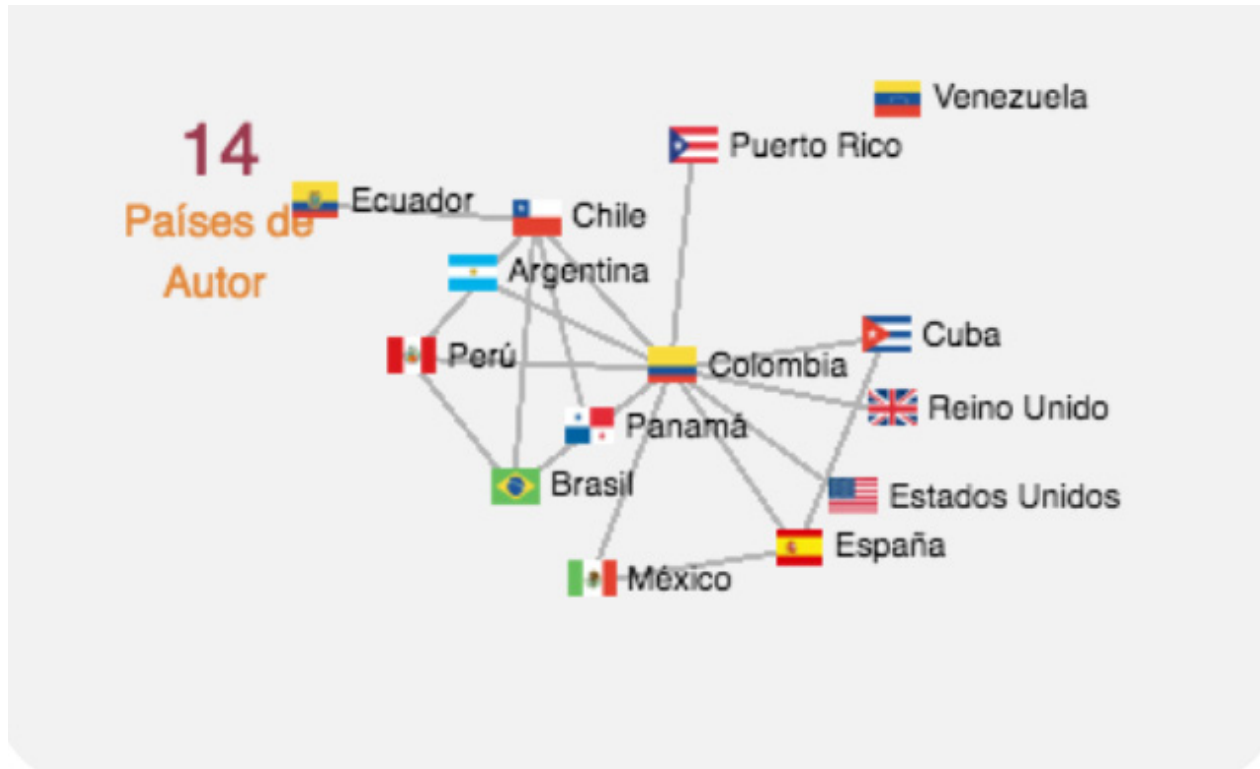 14
Países de
Autor
Venezuela
Puerto Rico
Ecuador
Chile
Argentina
Cuba
Perú
Colombia
Reino Unido
Panamá
Brasil
Estados Unidos
España
México